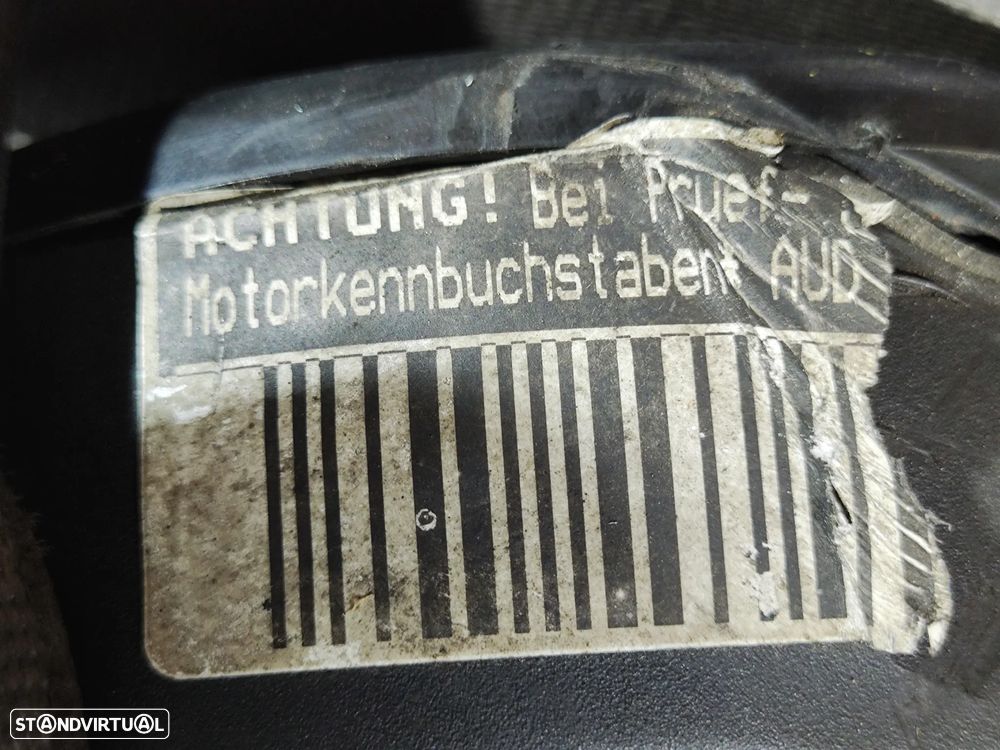 ACHTUNG! Bei Pruef-
Motorkennbuchstaben: AUD
STANDVIRTUAL